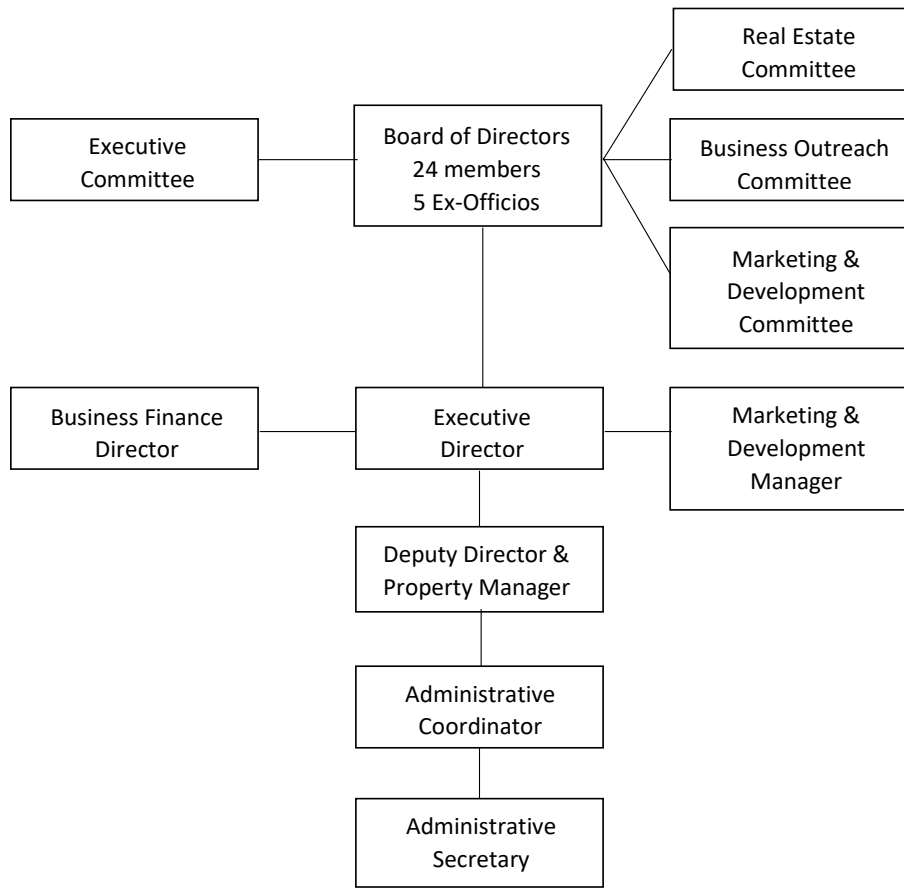 Real Estate
Committee
Executive
Committee
Board of Directors
24 members
5 Ex-Officios
Business Outreach
Committee
Marketing &
Development
Committee
Business Finance
Director
Executive
Director
Marketing &
Development
Manager
Deputy Director &
Property Manager
Administrative
Coordinator
Administrative
Secretary